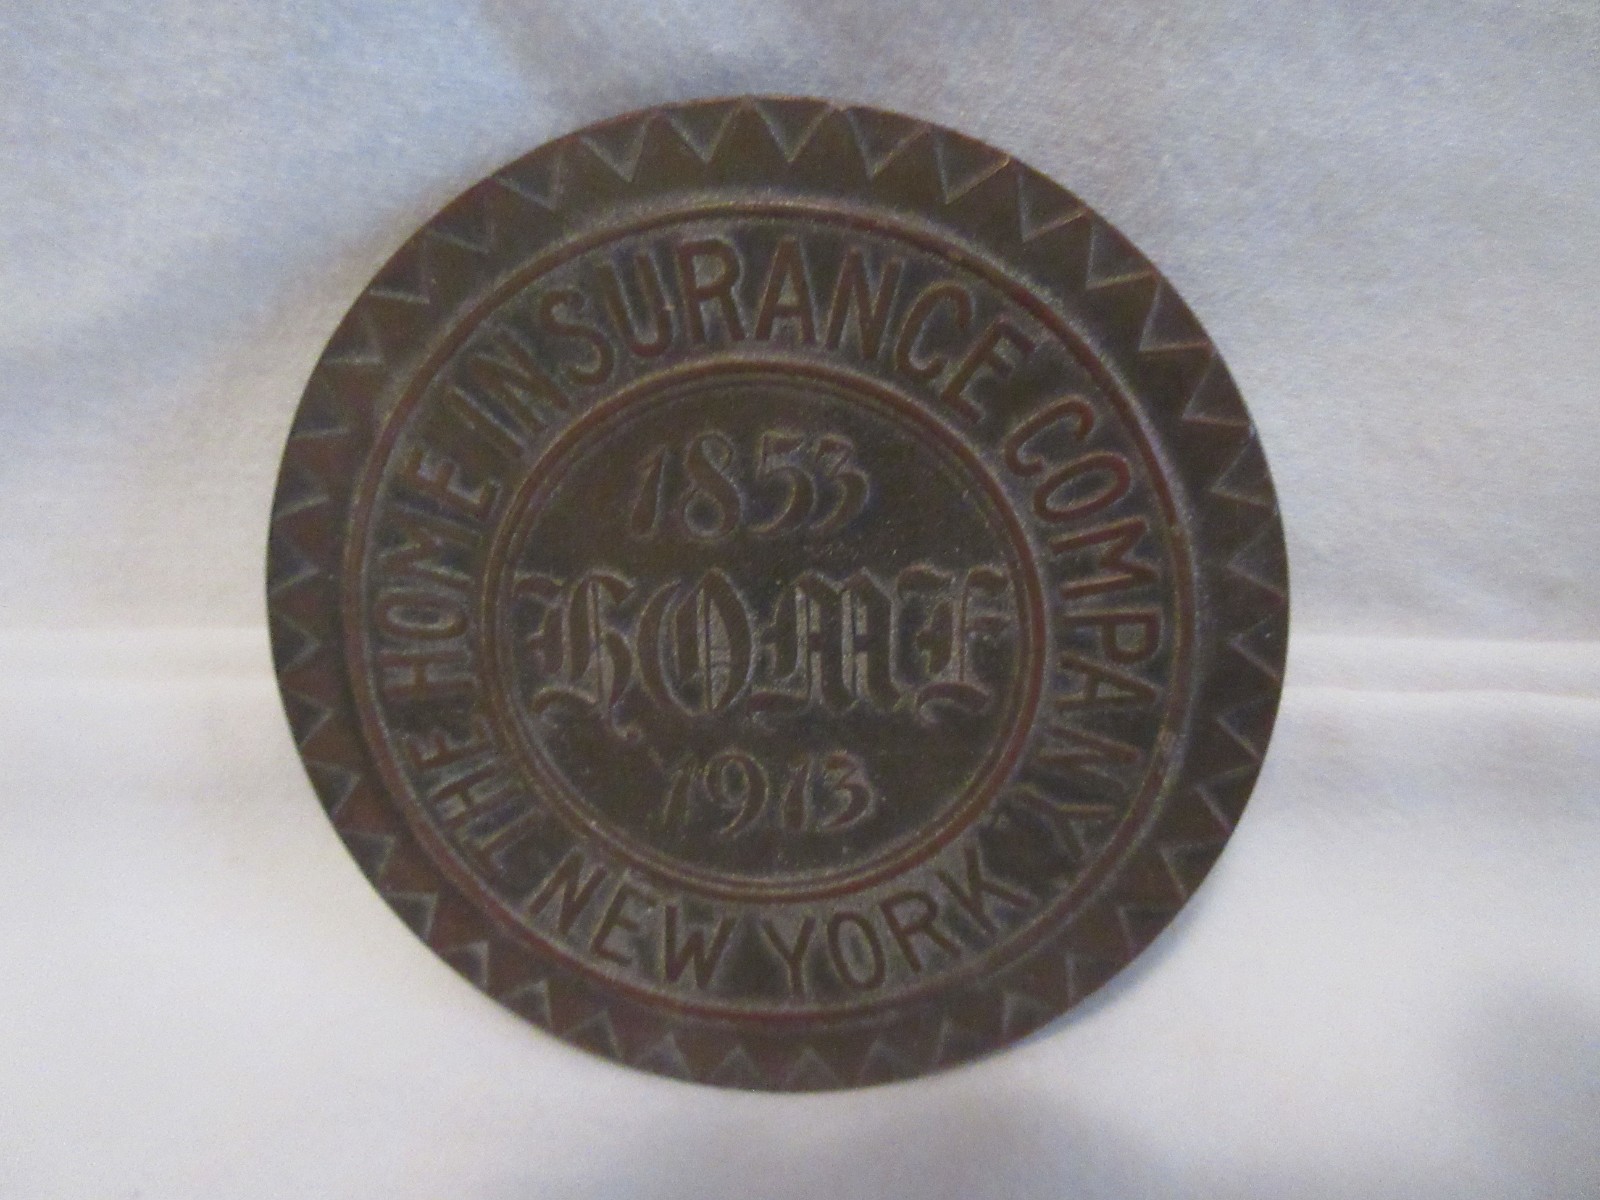 THE HOME INSURANCE COMPANY.
NEW YORK.
1853
HOME
1913